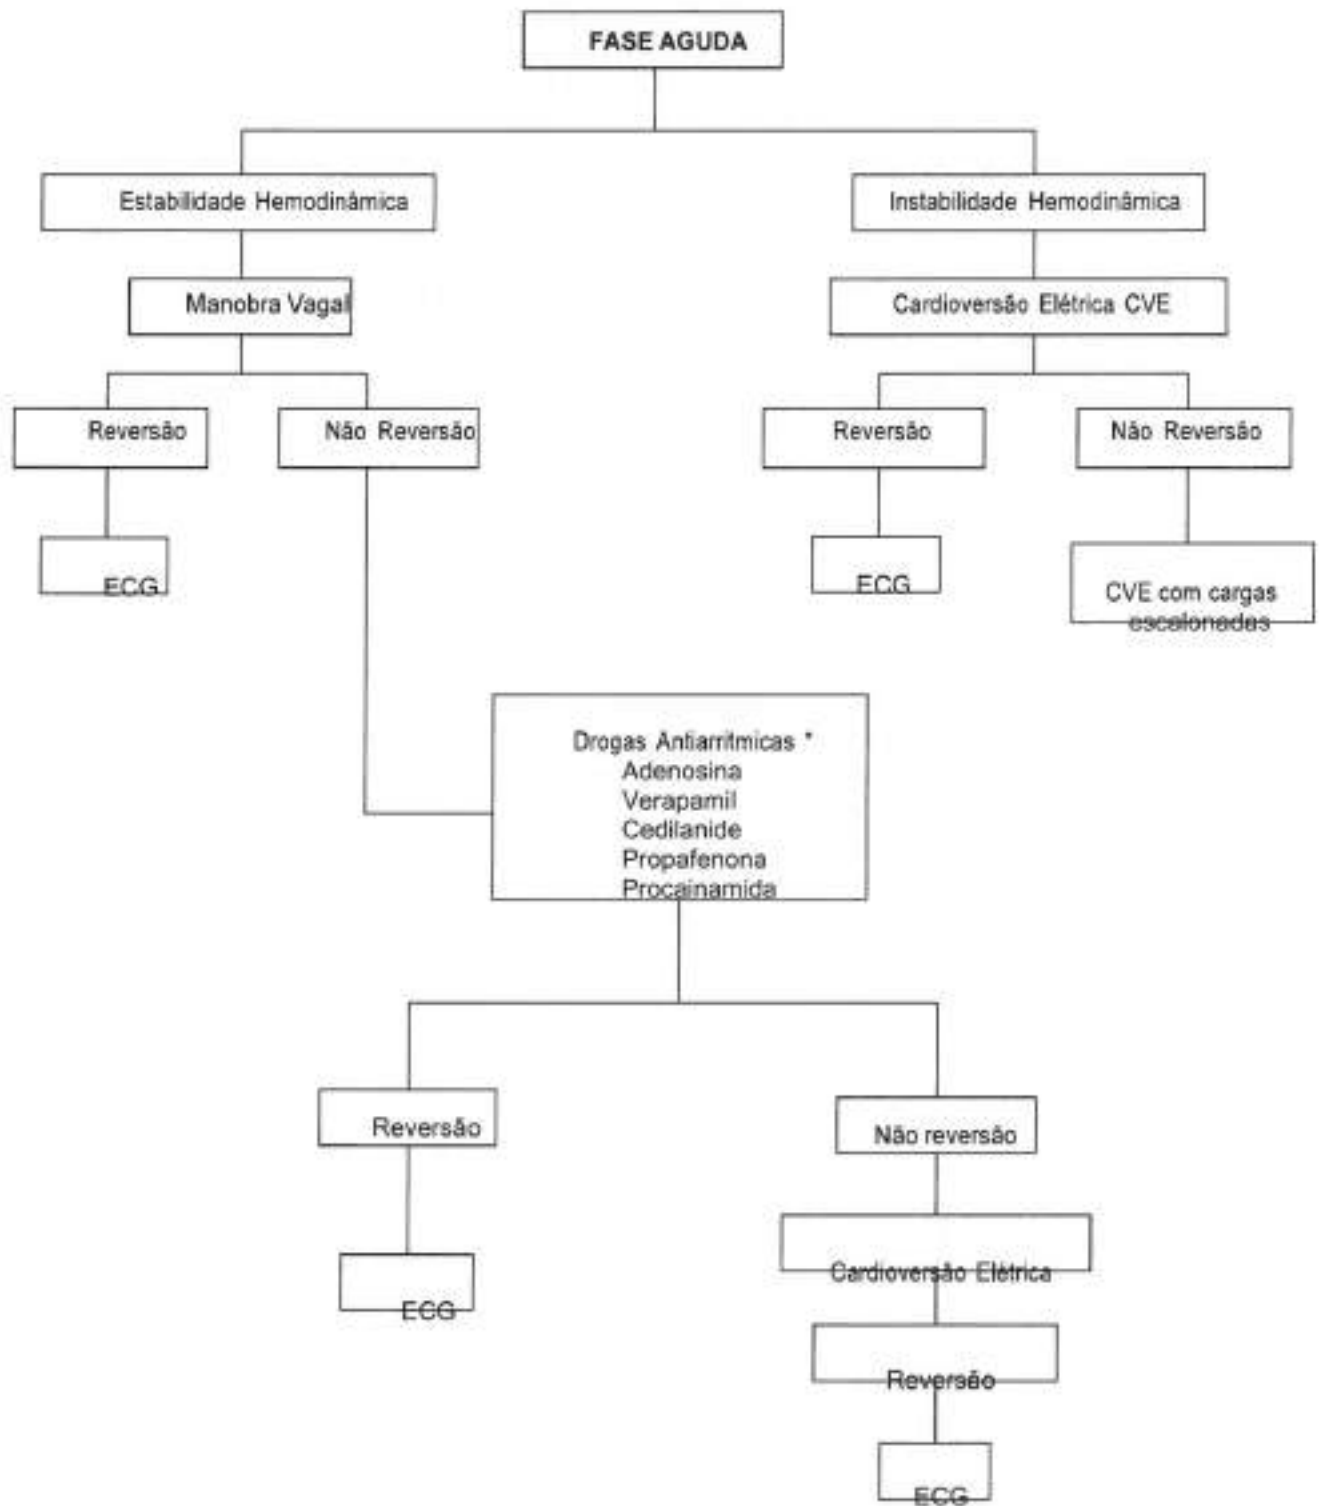 FASE AGUDA
Estabilidade Hemodinâmica
Instabilidade Hemodinâmica
Manobra Vagal
Cardioversão Elétrica CVE
Reversão
Não Reversão
Reversão
Não Reversão
ECG
ECG
CVE com cargas
escalonadas
Drogas Antiarrítmicas *
Adenosina
Verapamil
Cedilanide
Propafenona
Procainamida
Reversão
Não reversão
Cardioversão Elétrica
ECG
Reversão
ECG